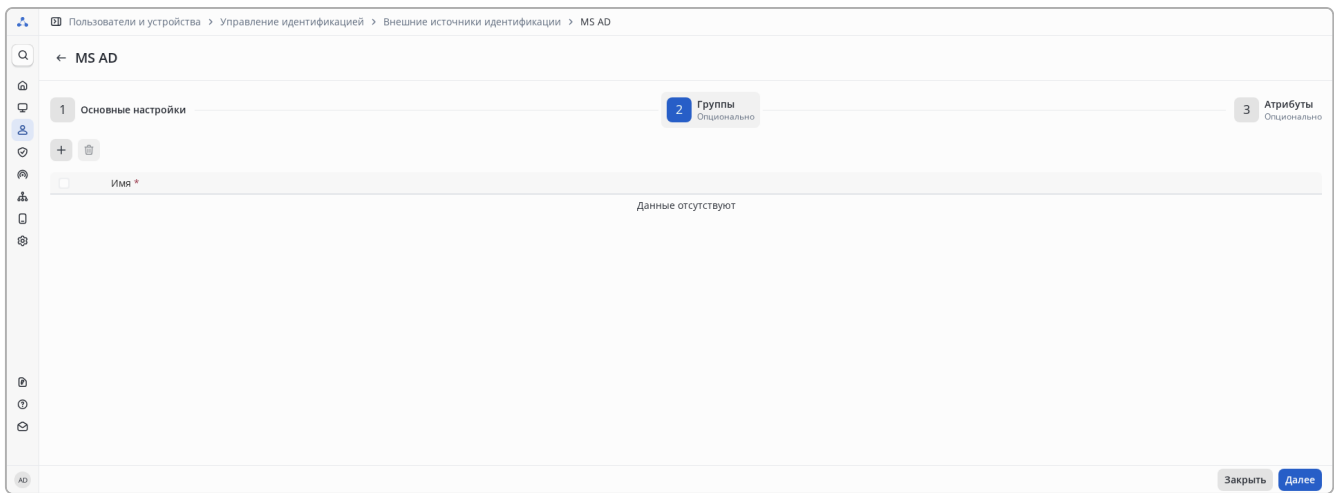 Пользователи и устройства > Управление идентификацией > Внешние источники идентификации > MS AD
← MS AD
1 Основные настройки
2 Группы
Опционально
3 Атрибуты
Опционально
Имя *
Данные отсутствуют
AD
Закрыть Далее